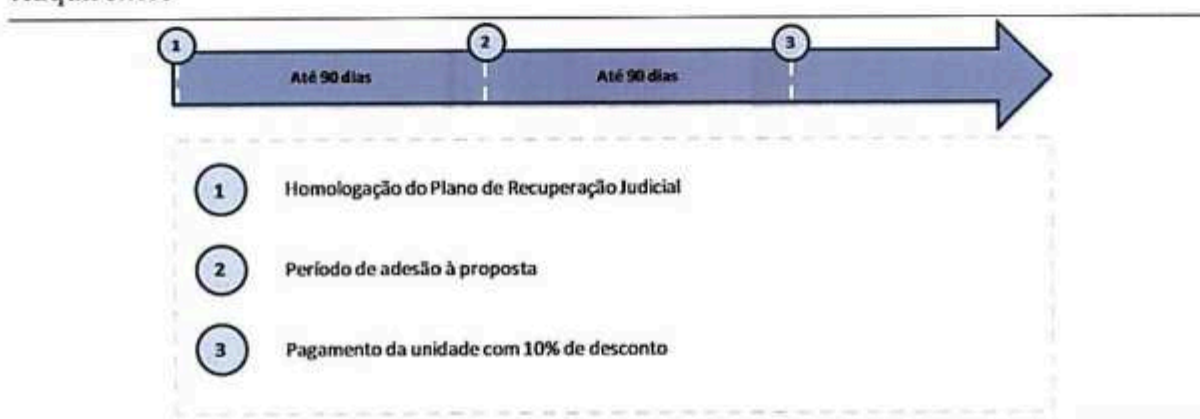 1 2 3
Até 90 dias Até 90 dias
1 Homologação do Plano de Recuperação Judicial
2 Período de adesão à proposta
3 Pagamento da unidade com 10% de desconto